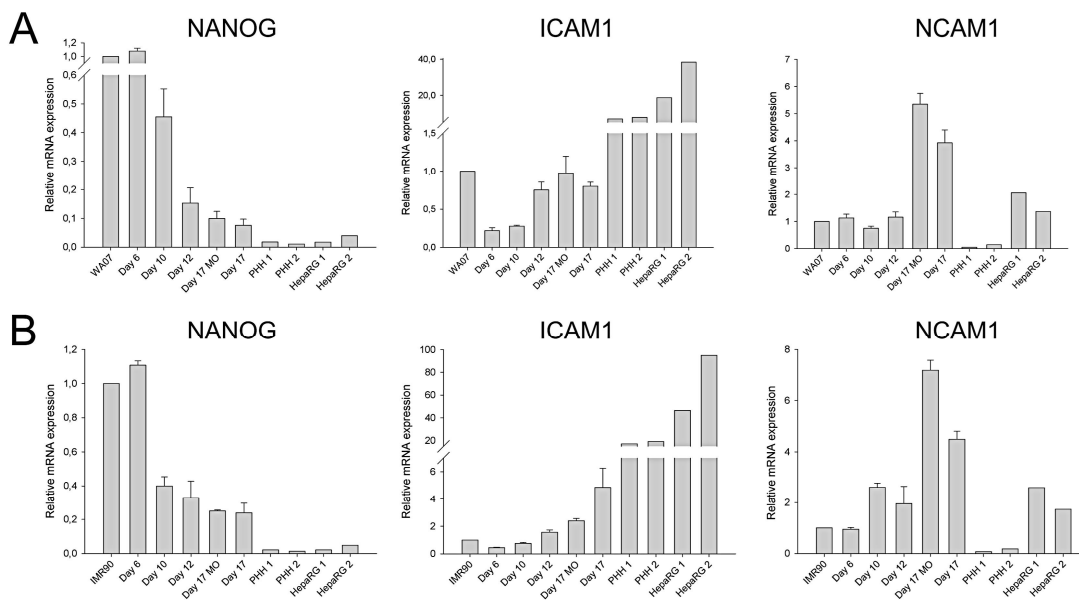 A
NANOG
ICAM1
NCAM1
Relative mRNA expression
1,2
1,0
0,6
0,5
0,4
0,3
0,2
0,1
0,0
WA07
Day 6
Day 10
Day 12
Day 17 MO
Day 17
PHH 1
PHH 2
HepaRG 1
HepaRG 2
Relative mRNA expression
40,0
20,0
1,5
1,0
0,5
0,0
WA07
Day 6
Day 10
Day 12
Day 17 MO
Day 17
PHH 1
PHH 2
HepaRG 1
HepaRG 2
Relative mRNA expression
7
6
5
4
3
2
1
0
WA07
Day 6
Day 10
Day 12
Day 17 MO
Day 17
PHH 1
PHH 2
HepaRG 1
HepaRG 2
B
NANOG
ICAM1
NCAM1
Relative mRNA expression
1,2
1,0
0,8
0,6
0,4
0,2
0,0
IMR90
Day 6
Day 10
Day 12
Day 17 MO
Day 17
PHH 1
PHH 2
HepaRG 1
HepaRG 2
Relative mRNA expression
100
80
60
40
20
6
4
2
0
IMR90
Day 6
Day 10
Day 12
Day 17 MO
Day 17
PHH 1
PHH 2
HepaRG 1
HepaRG 2
Relative mRNA expression
8
6
4
2
0
IMR90
Day 6
Day 10
Day 12
Day 17 MO
Day 17
PHH 1
PHH 2
HepaRG 1
HepaRG 2